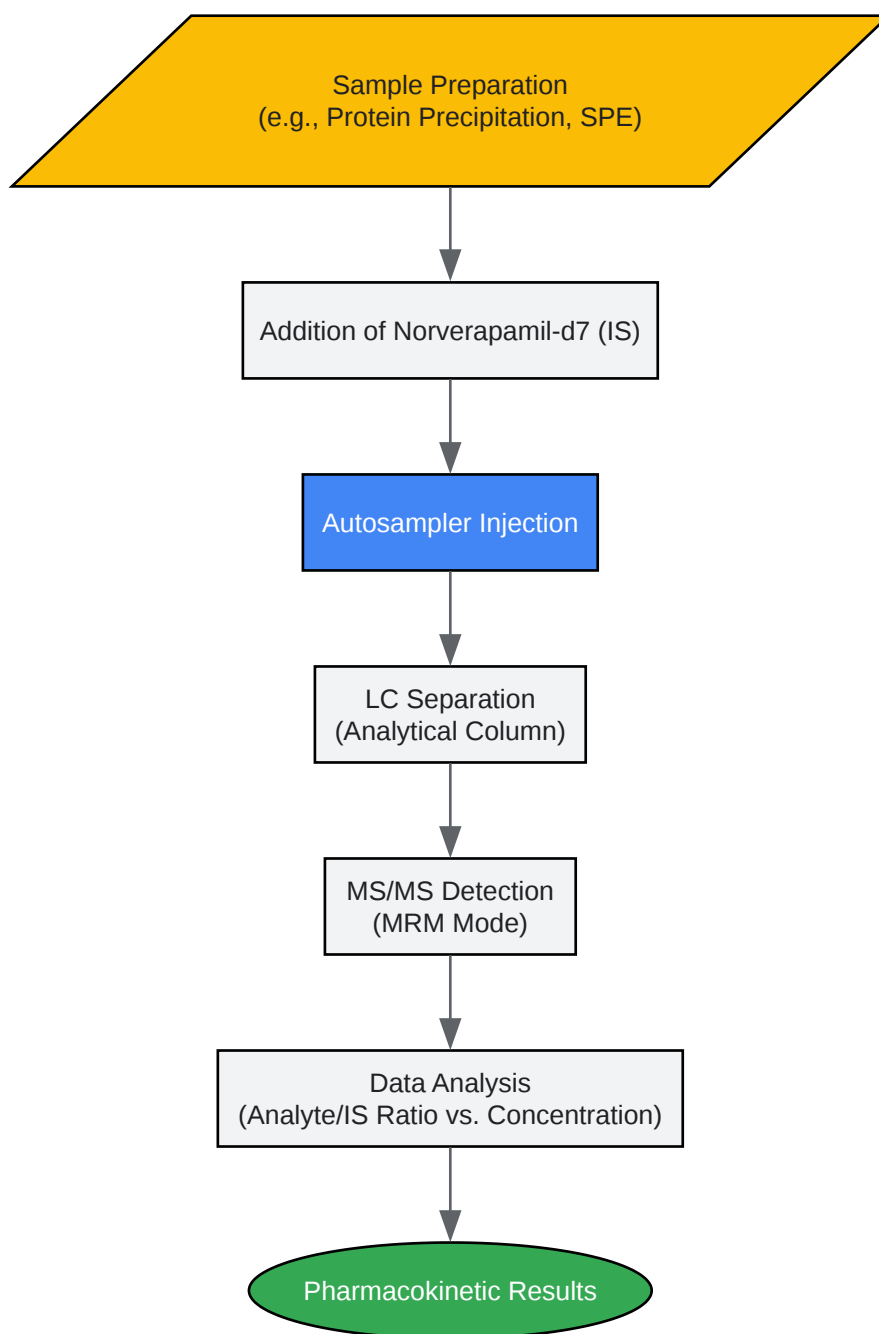 Sample Preparation
(e.g., Protein Precipitation, SPE)
Addition of Norverapamil-d7 (IS)
Autosampler Injection
LC Separation
(Analytical Column)
MS/MS Detection
(MRM Mode)
Data Analysis
(Analyte/IS Ratio vs. Concentration)
Pharmacokinetic Results